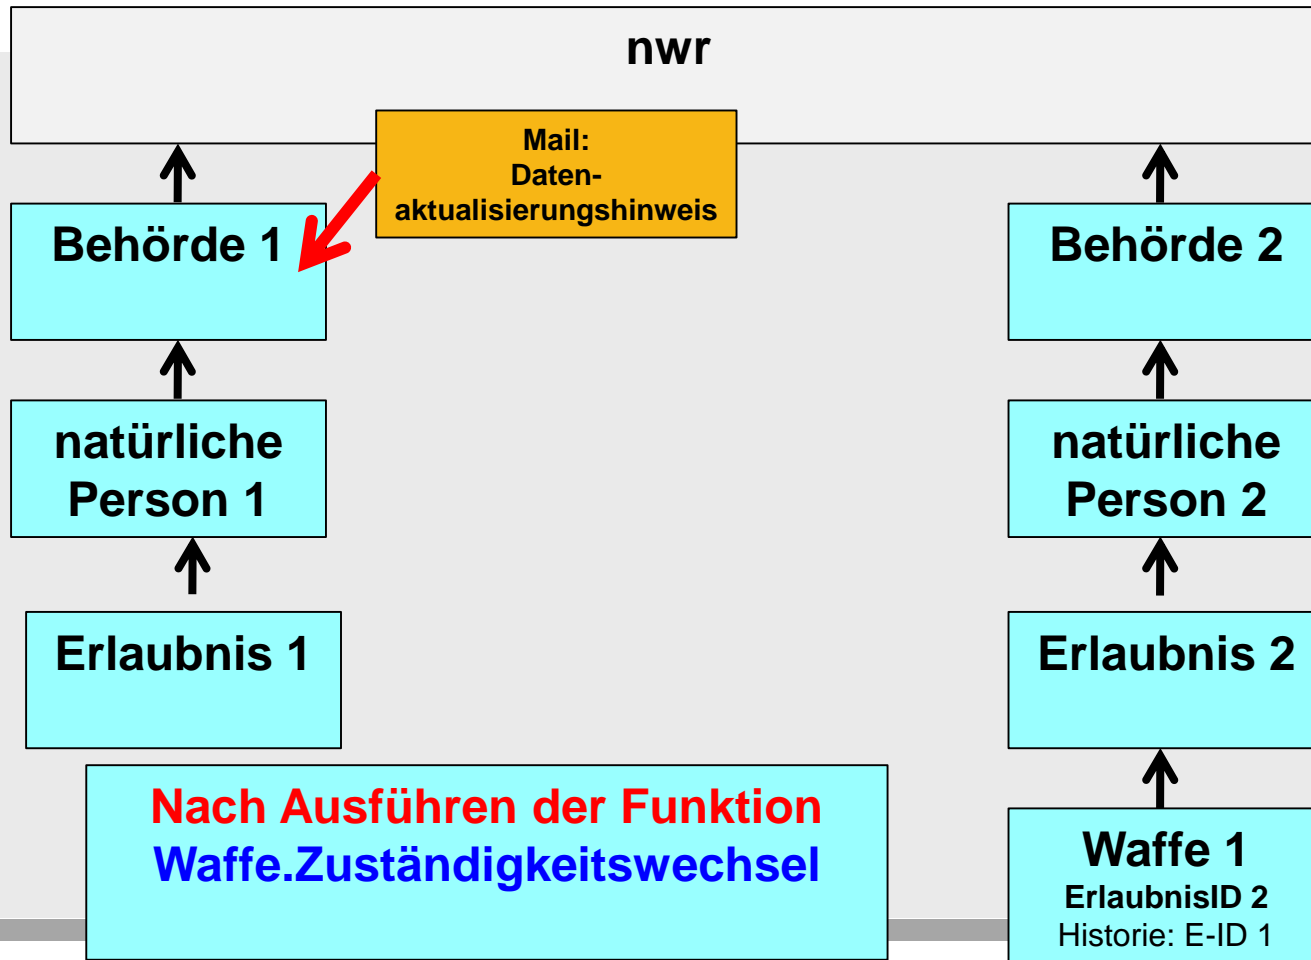 nwr
Mail:
Daten-
aktualisierungshinweis
Behörde 1
Behörde 2
natürliche
Person 1
natürliche
Person 2
Erlaubnis 1
Erlaubnis 2
Nach Ausführen der Funktion
Waffe.Zuständigkeitswechsel
Waffe 1
ErlaubnisID 2
Historie: E-ID 1